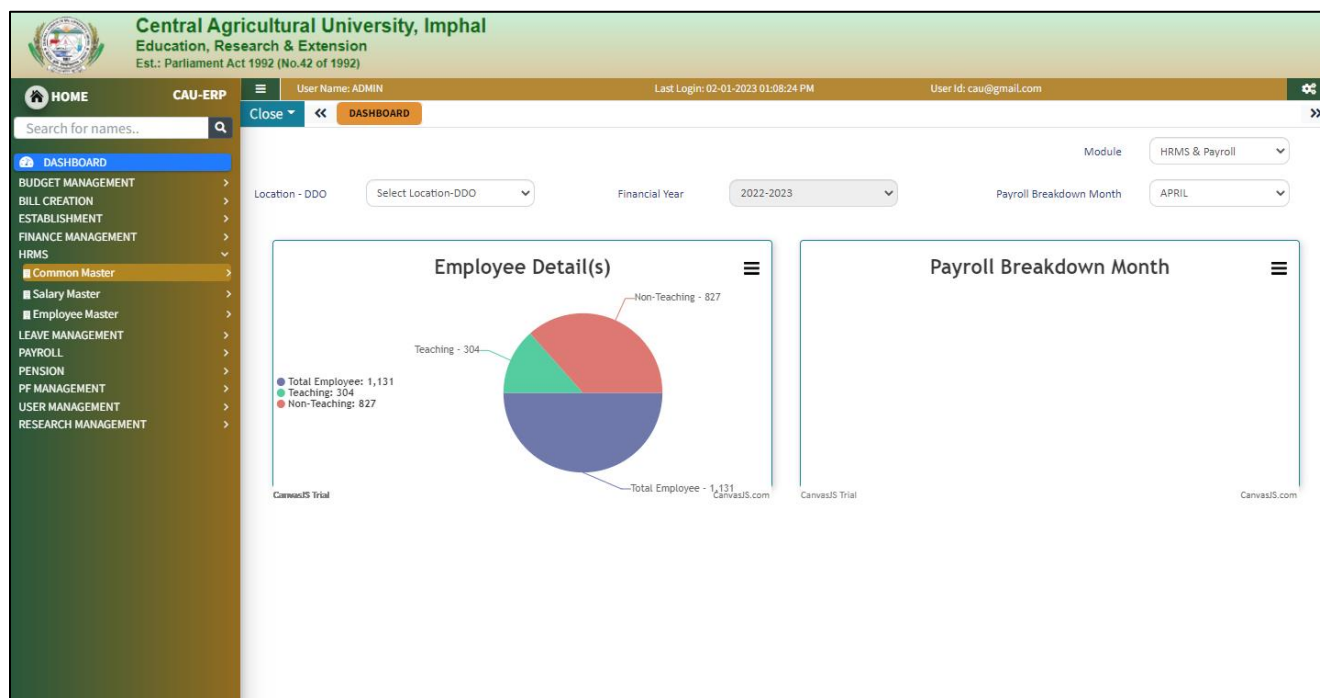 Central Agricultural University, Imphal
Education, Research & Extension
Est.: Parliament Act 1992 (No.42 of 1992)
HOME CAU-ERP
User Name: ADMIN Last Login: 02-01-2023 01:08:24 PM User Id: cau@gmail.com
Search for names..
Close « DASHBOARD »
DASHBOARD
BUDGET MANAGEMENT
BILL CREATION
ESTABLISHMENT
FINANCE MANAGEMENT
HRMS
Common Master
Salary Master
Employee Master
LEAVE MANAGEMENT
PAYROLL
PENSION
PF MANAGEMENT
USER MANAGEMENT
RESEARCH MANAGEMENT
Module HRMS & Payroll
Location - DDO Select Location-DDO Financial Year 2022-2023 Payroll Breakdown Month APRIL
Employee Detail(s)
Non-Teaching - 827
Teaching - 304
Total Employee: 1,131
Teaching: 304
Non-Teaching: 827
Total Employee - 1,131
CanvasJS Trial CanvasJS.com
Payroll Breakdown Month
CanvasJS Trial CanvasJS.com